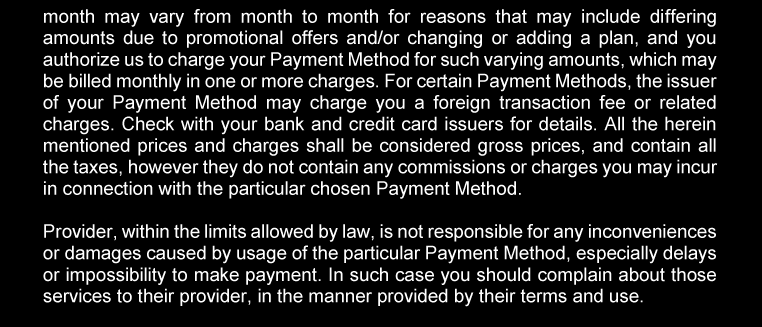 month may vary from month to month for reasons that may include differing
amounts due to promotional offers and/or changing or adding a plan, and you
authorize us to charge your Payment Method for such varying amounts, which may
be billed monthly in one or more charges. For certain Payment Methods, the issuer
of your Payment Method may charge you a foreign transaction fee or related
charges. Check with your bank and credit card issuers for details. All the herein
mentioned prices and charges shall be considered gross prices, and contain all
the taxes, however they do not contain any commissions or charges you may incur
in connection with the particular chosen Payment Method.
Provider, within the limits allowed by law, is not responsible for any inconveniences
or damages caused by usage of the particular Payment Method, especially delays
or impossibility to make payment. In such case you should complain about those
services to their provider, in the manner provided by their terms and use.